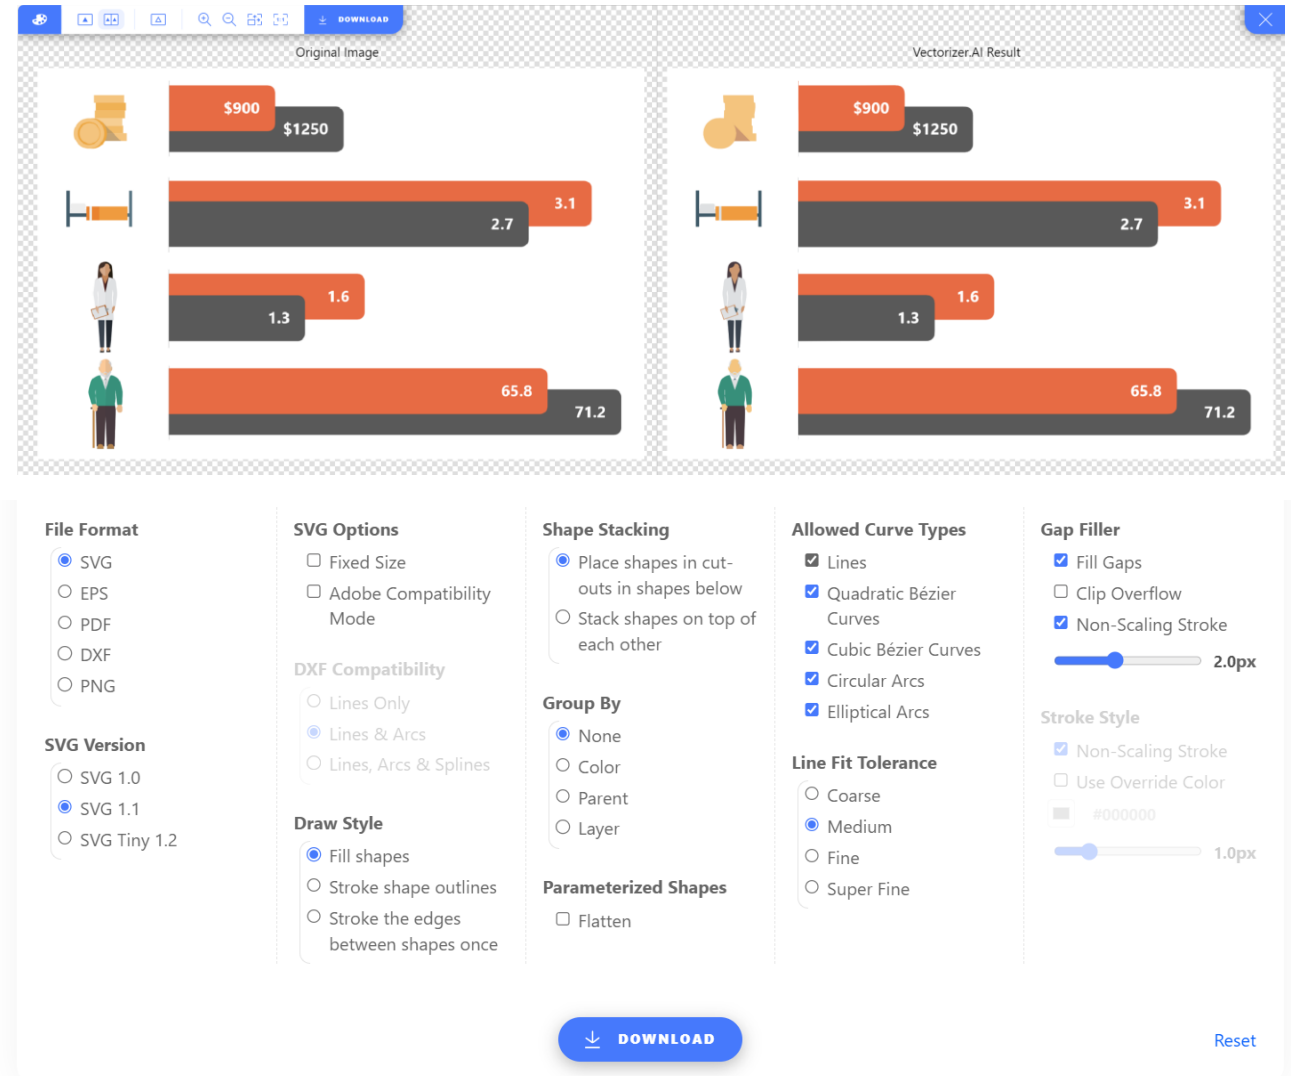 DOWNLOAD
Original Image
Vectorizer.AI Result
$900
$1250
3.1
2.7
1.6
1.3
65.8
71.2
$900
$1250
3.1
2.7
1.6
1.3
65.8
71.2
File Format
SVG
EPS
PDF
DXF
PNG
SVG Version
SVG 1.0
SVG 1.1
SVG Tiny 1.2
SVG Options
Fixed Size
Adobe Compatibility
Mode
DXF Compatibility
Lines Only
Lines & Arcs
Lines, Arcs & Splines
Draw Style
Fill shapes
Stroke shape outlines
Stroke the edges
between shapes once
Shape Stacking
Place shapes in cut-
outs in shapes below
Stack shapes on top of
each other
Group By
None
Color
Parent
Layer
Parameterized Shapes
Flatten
Allowed Curve Types
Lines
Quadratic Bézier
Curves
Cubic Bézier Curves
Circular Arcs
Elliptical Arcs
Line Fit Tolerance
Coarse
Medium
Fine
Super Fine
Gap Filler
Fill Gaps
Clip Overflow
Non-Scaling Stroke
2.0px
Stroke Style
Non-Scaling Stroke
Use Override Color
#000000
1.0px
DOWNLOAD
Reset